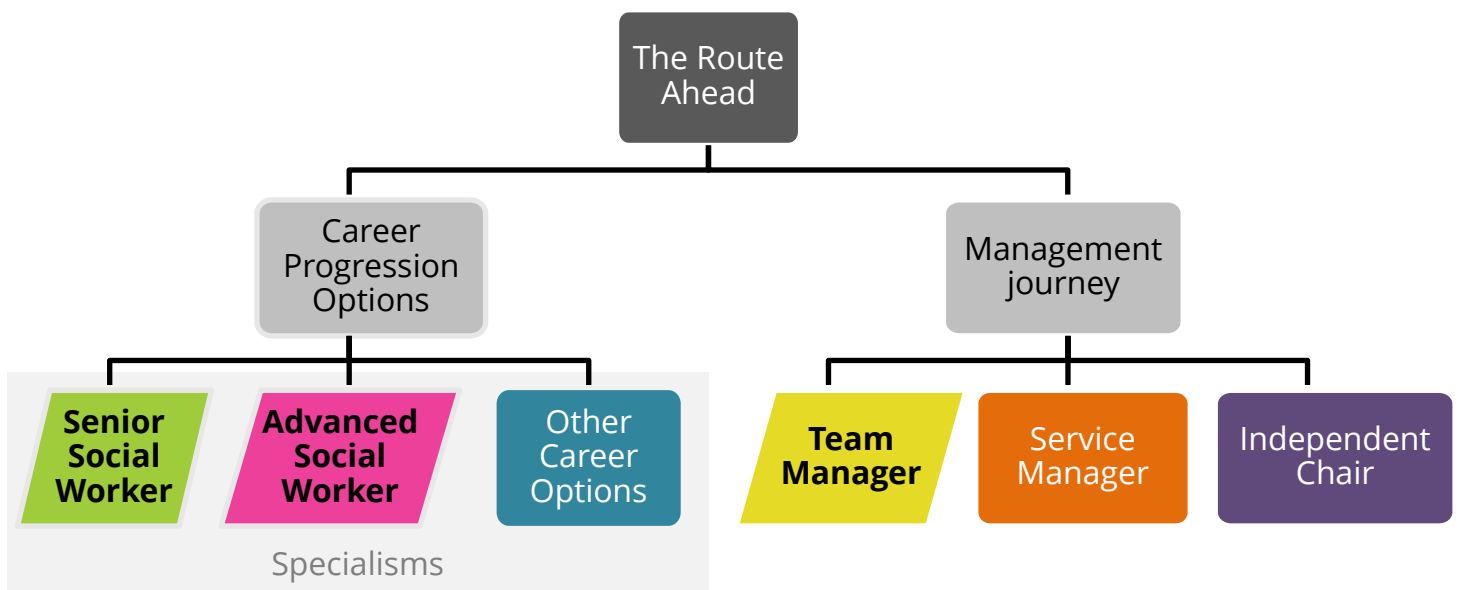 The Route
Ahead
Career
Progression
Options
Management
journey
Senior
Social
Worker
Advanced
Social
Worker
Other
Career
Options
Team
Manager
Service
Manager
Independent
Chair
Specialisms